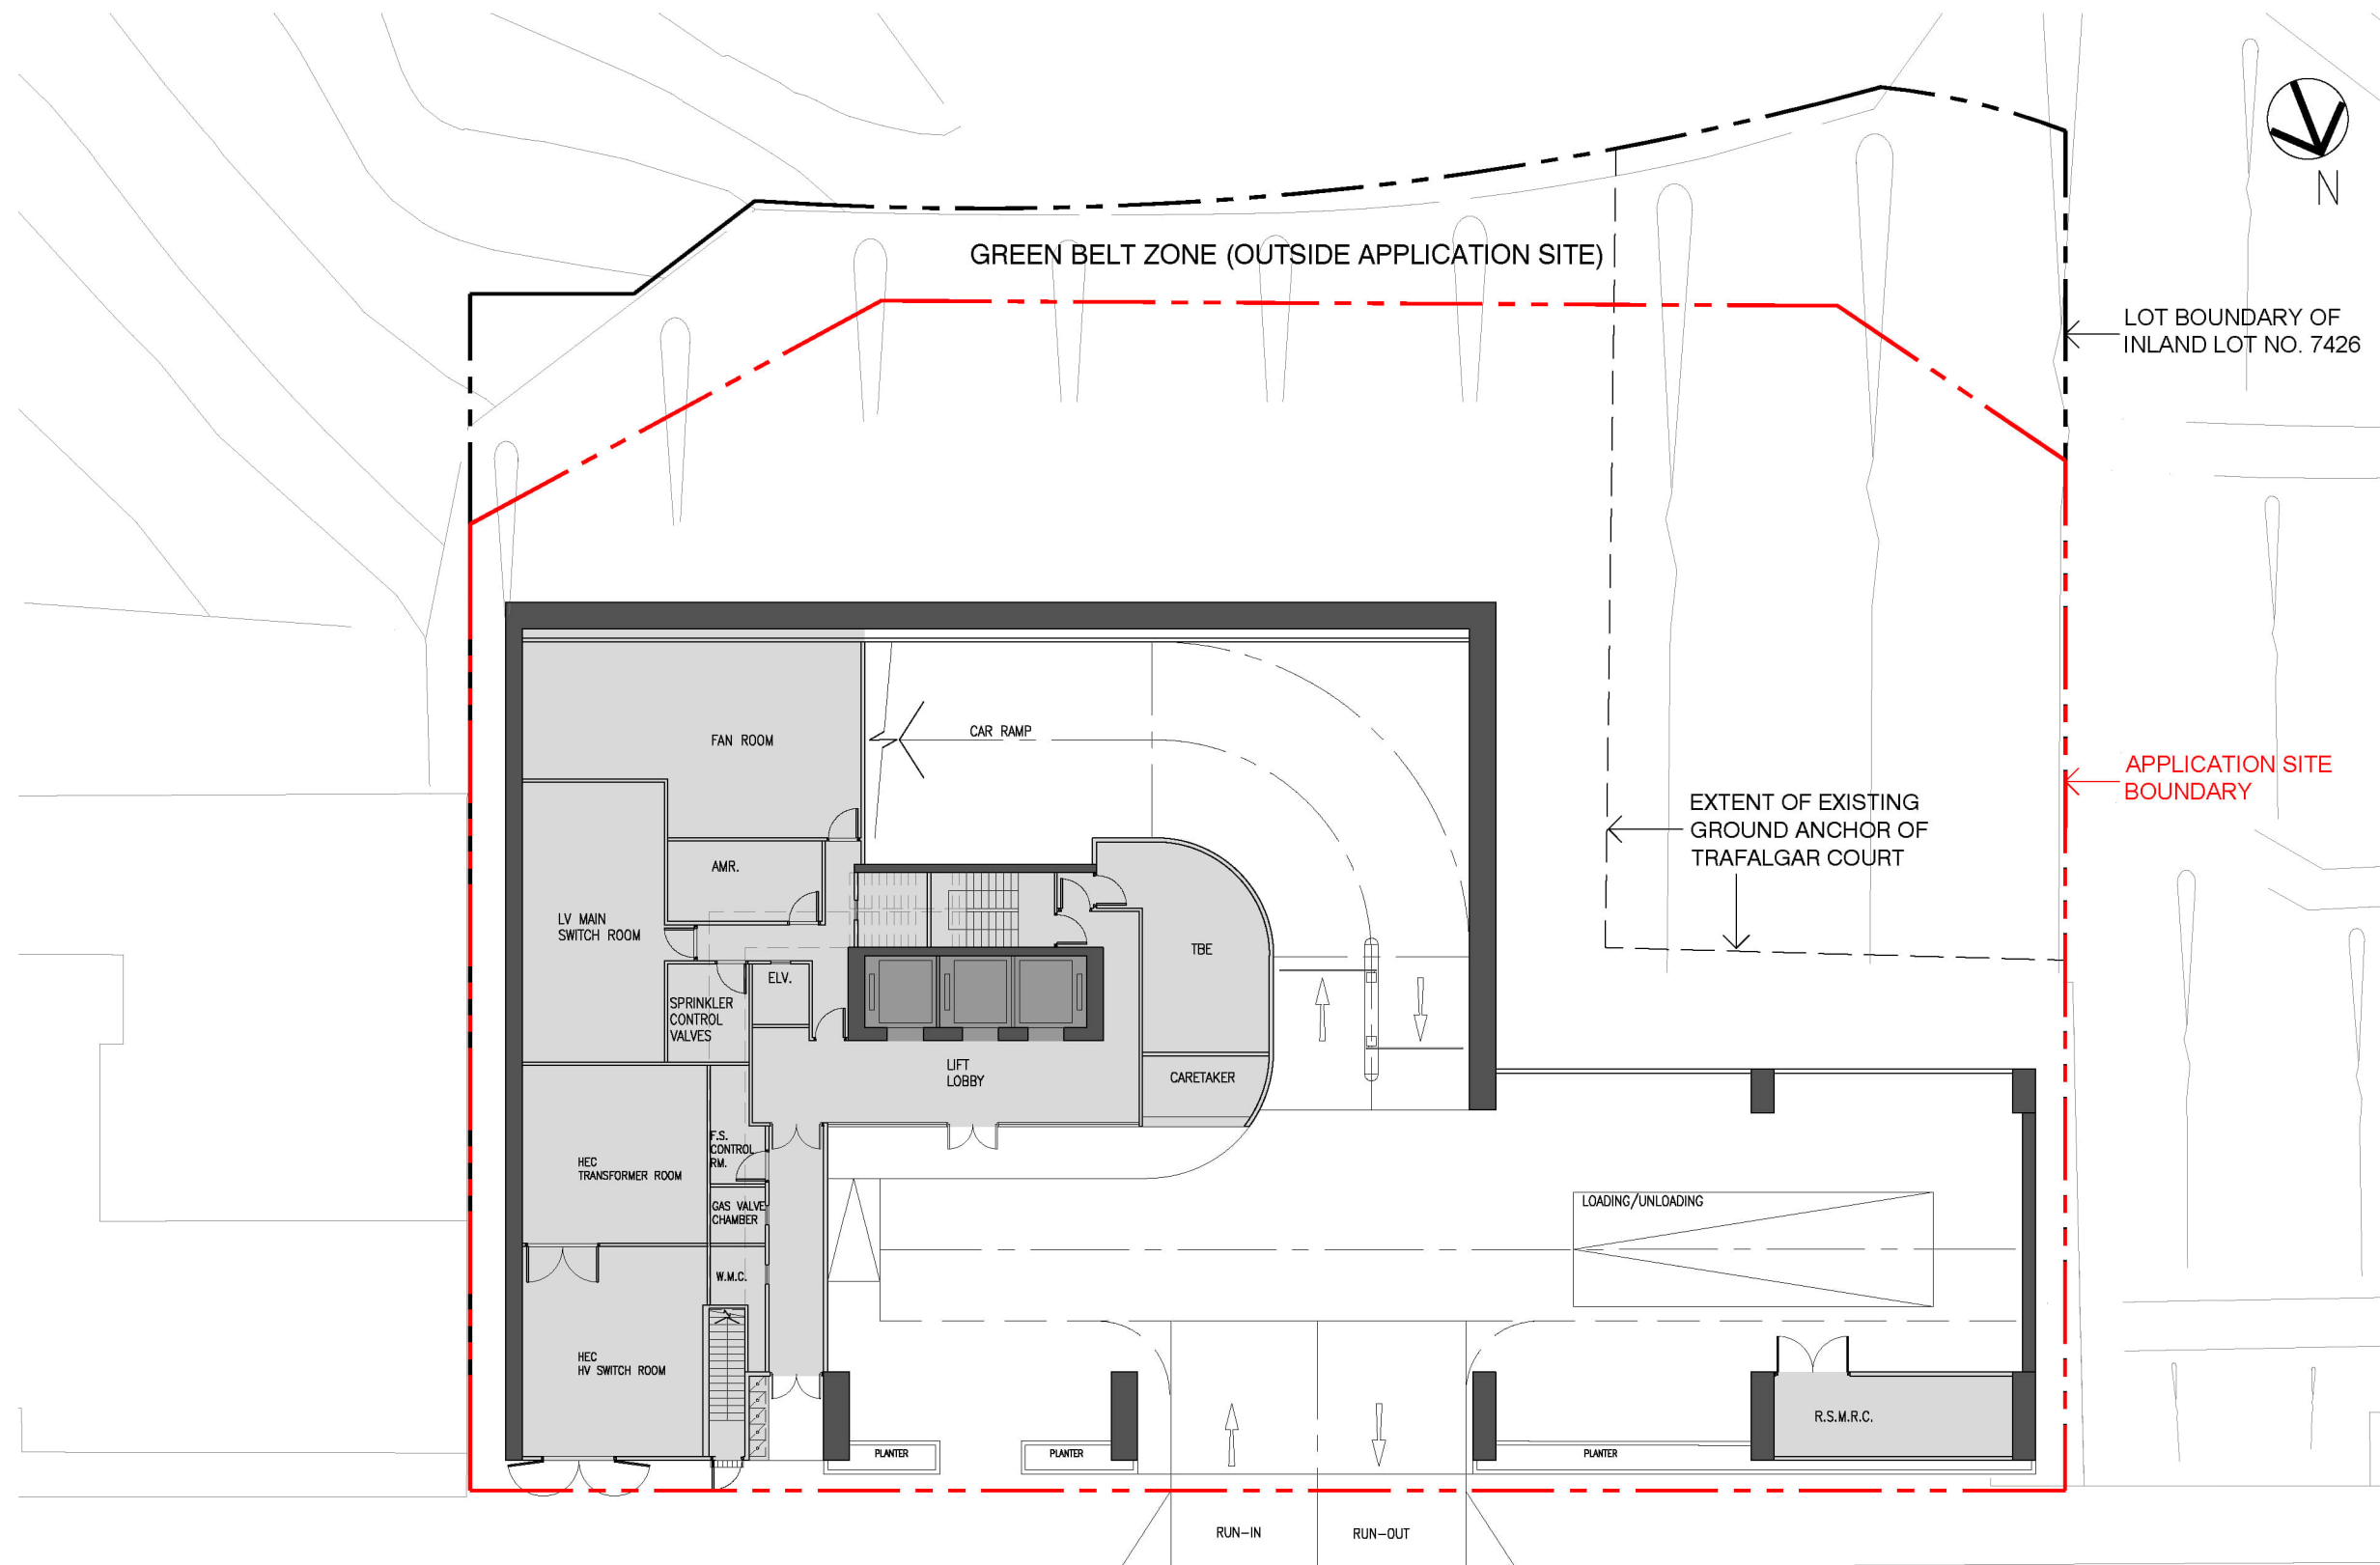 N
GREEN BELT ZONE (OUTSIDE APPLICATION SITE)
LOT BOUNDARY OF
INLAND LOT NO. 7426
APPLICATION SITE
BOUNDARY
EXTENT OF EXISTING
GROUND ANCHOR OF
TRAFALGAR COURT
FAN ROOM
CAR RAMP
AMR.
LV MAIN
SWITCH ROOM
TBE
ELV.
SPRINKLER
CONTROL
VALVES
LIFT
LOBBY
CARETAKER
F.S.
CONTROL
RM.
HEC
TRANSFORMER ROOM
GAS VALVE
CHAMBER
LOADING/UNLOADING
W.M.C.
HEC
HV SWITCH ROOM
R.S.M.R.C.
PLANTER
PLANTER
PLANTER
RUN-IN
RUN-OUT